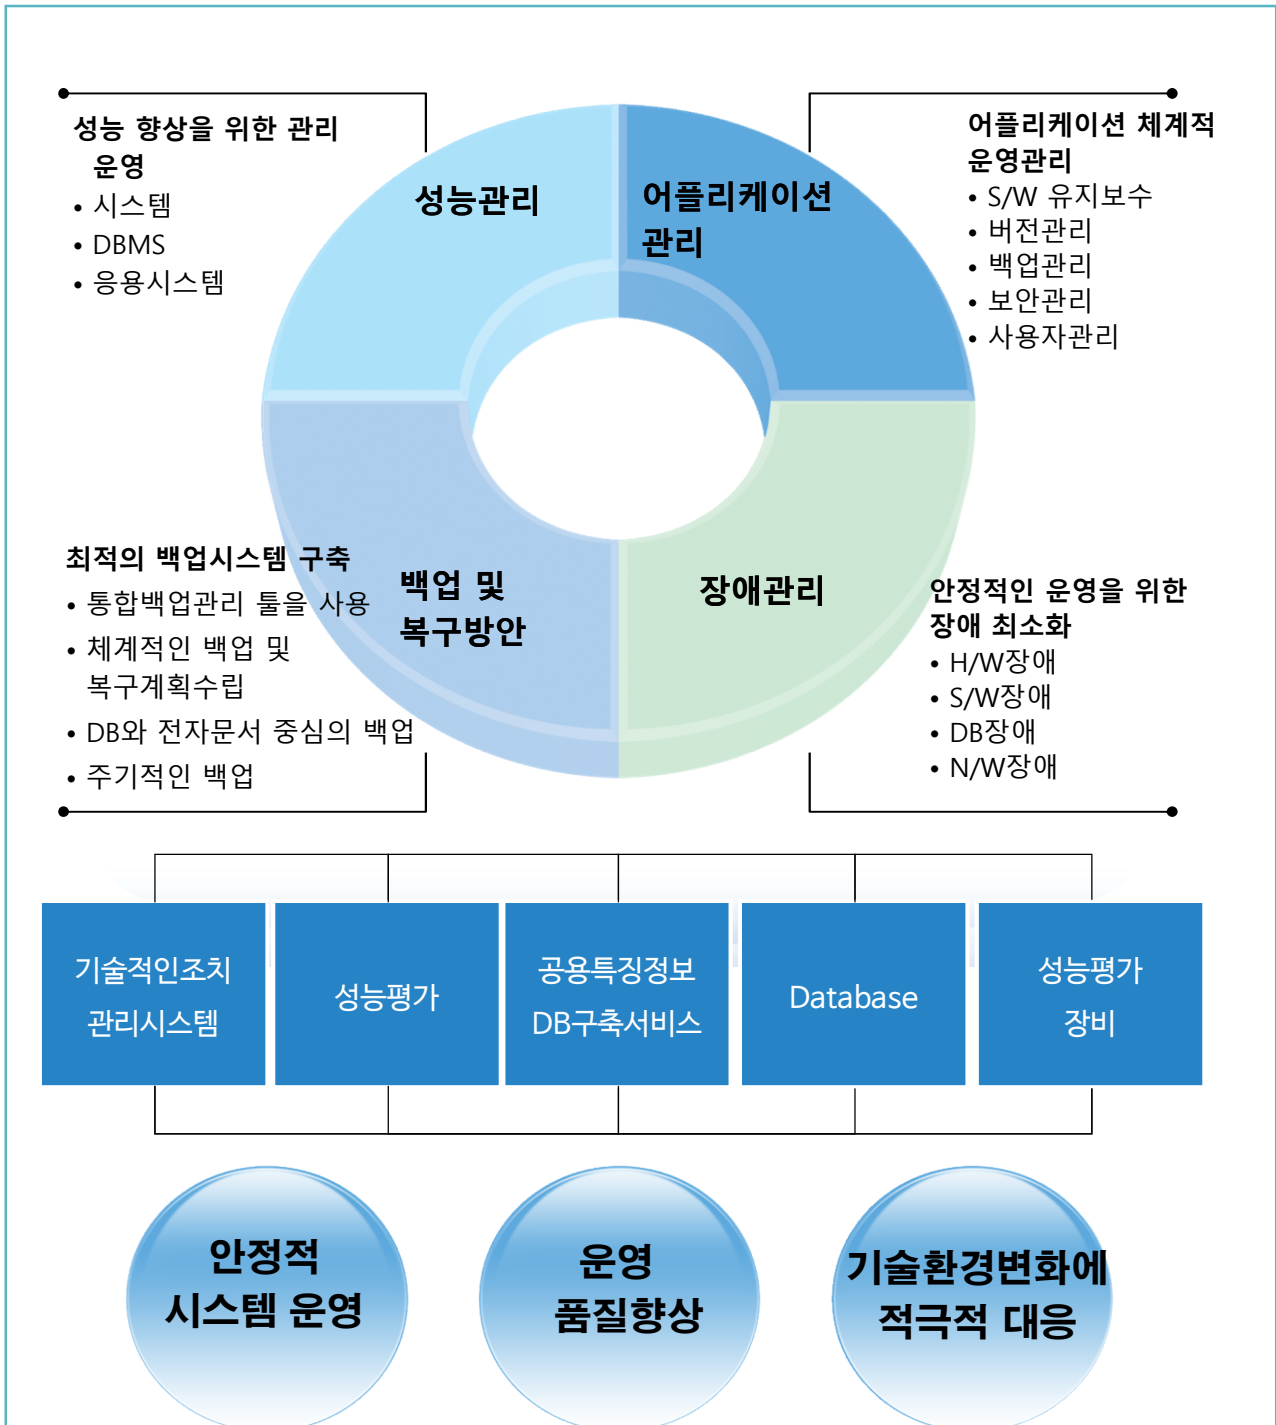 성능 향상을 위한 관리
운영
• 시스템
• DBMS
• 응용시스템
성능관리
어플리케이션
관리
어플리케이션 체계적
운영관리
• S/W 유지보수
• 버전관리
• 백업관리
• 보안관리
• 사용자관리
최적의 백업시스템 구축
• 통합백업관리 툴을 사용
• 체계적인 백업 및
복구계획수립
• DB와 전자문서 중심의 백업
• 주기적인 백업
백업 및
복구방안
장애관리
안정적인 운영을 위한
장애 최소화
• H/W장애
• S/W장애
• DB장애
• N/W장애
기술적인조치
관리시스템
성능평가
공용특징정보
DB구축서비스
Database
성능평가
장비
안정적
시스템 운영
운영
품질향상
기술환경변화에
적극적 대응